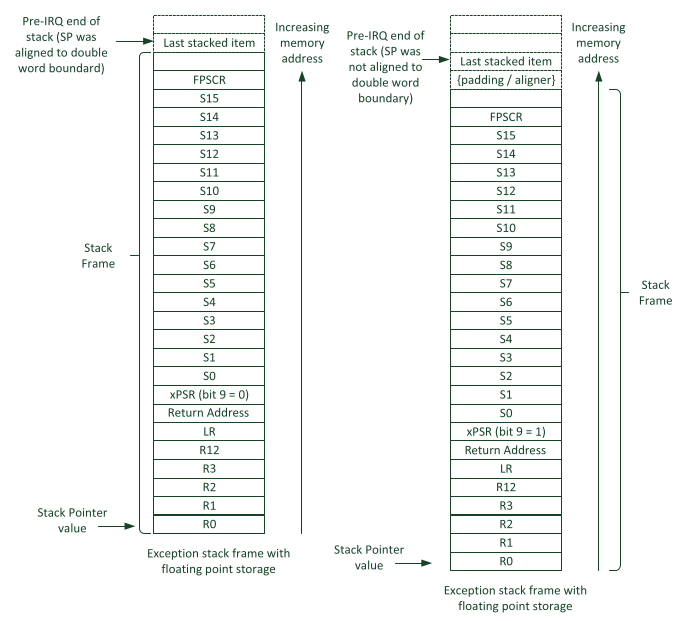 Pre-IRQ end of
stack (SP was
aligned to double
word boundard)
Last stacked item
FPSCR
S15
S14
S13
S12
S11
S10
S9
S8
S7
S6
S5
S4
S3
S2
S1
S0
xPSR (bit 9 = 0)
Return Address
LR
R12
R3
R2
R1
R0
Stack
Frame
Stack Pointer
value
Increasing
memory
address
Exception stack frame with
floating point storage
Pre-IRQ end of
stack (SP was
not aligned to
double word
boundary)
Last stacked item
{padding / aligner}
FPSCR
S15
S14
S13
S12
S11
S10
S9
S8
S7
S6
S5
S4
S3
S2
S1
S0
xPSR (bit 9 = 1)
Return Address
LR
R12
R3
R2
R1
R0
Increasing
memory
address
Stack
Frame
Stack Pointer
value
Exception stack frame with
floating point storage